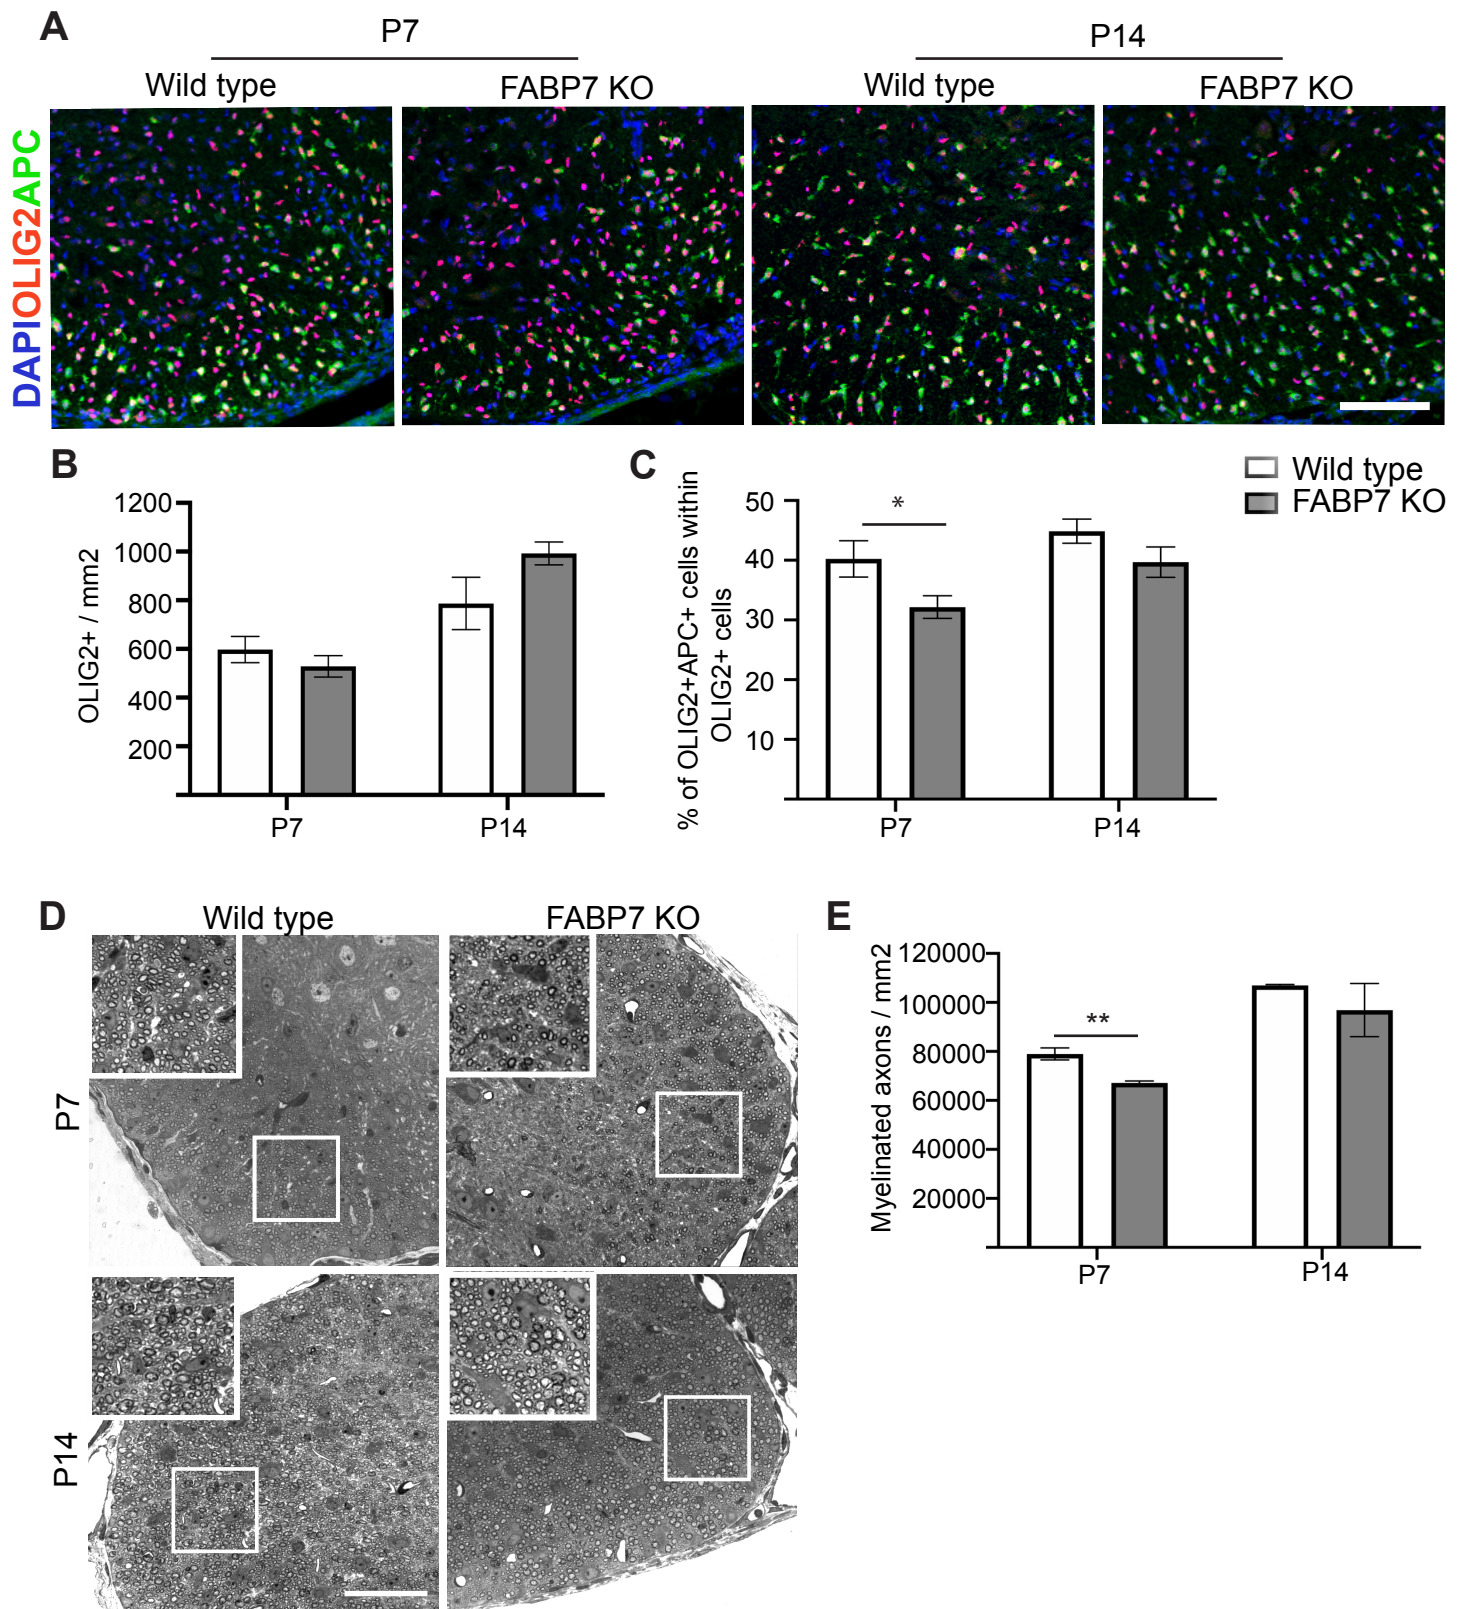 A
P7
P14
Wild type
FABP7 KO
Wild type
FABP7 KO
DAPIOLIG2APC
B
OLIG2+ / mm2
1200
1000
800
600
400
200
P7
P14
C
% of OLIG2+APC+ cells within
OLIG2+ cells
50
40
30
20
10
*
P7
P14
Wild type
FABP7 KO
D
Wild type
FABP7 KO
P7
P14
E
Myelinated axons / mm2
120000
100000
80000
60000
40000
20000
**
P7
P14